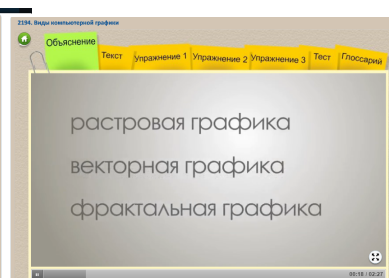 2194. Виды компьютерной графики
Объяснение
Текст
Упражнение 1
Упражнение 2
Упражнение 3
Тест
Глоссарий
растровая графика
векторная графика
фрактальная графика
00:18 / 02:27